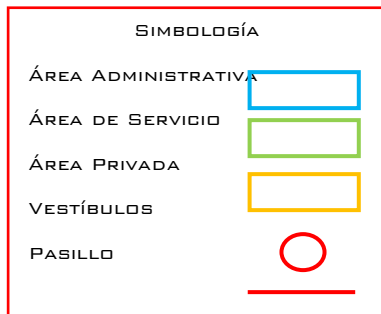 Simbología
Área Administrativa
Área de Servicio
Área Privada
Vestíbulos
Pasillo